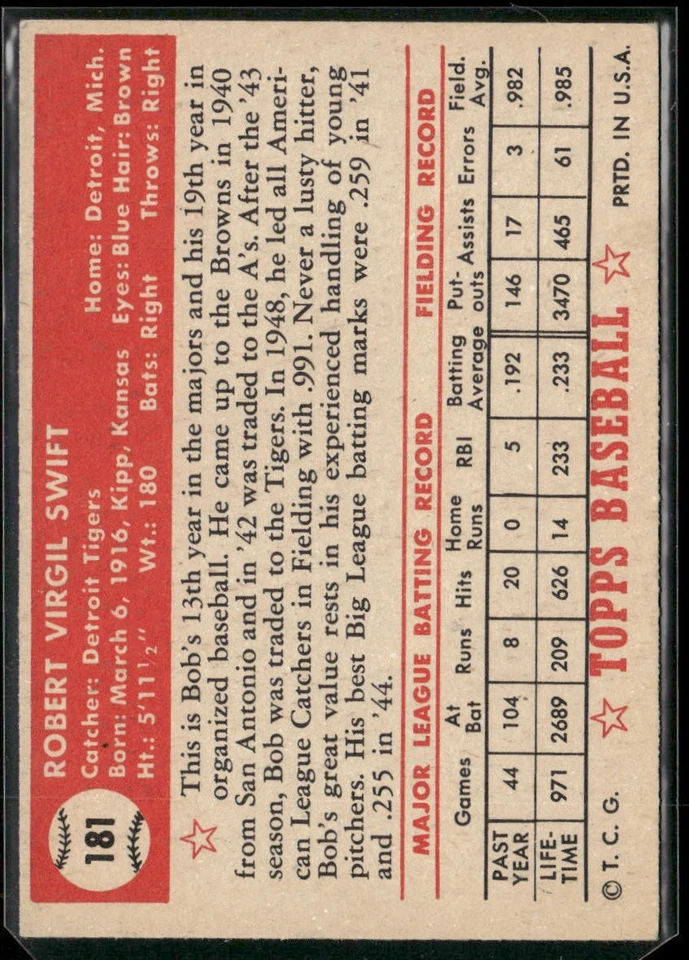 181
ROBERT VIRGIL SWIFT
Catcher: Detroit Tigers Home: Detroit, Mich.
Born: March 6, 1916, Kipp, Kansas Eyes: Blue Hair: Brown
Ht.: 5'11½" Wt.: 180 Bats: Right Throws: Right
This is Bob's 13th year in the majors and his 19th year in
organized baseball. He came up to the Browns in 1940
from San Antonio and in '42 was traded to the A's. After the '43
season, Bob was traded to the Tigers. In 1948, he led all Ameri-
can League Catchers in Fielding with .991. Never a lusty hitter,
Bob's great value rests in his experienced handling of young
pitchers. His best Big League batting marks were .259 in '41
and .255 in '44.
MAJOR LEAGUE BATTING RECORD FIELDING RECORD
Games At Bat Runs Hits Home Runs RBI Batting Average Put-outs Assists Errors Field. Avg.
PAST YEAR 44 104 8 20 0 5 .192 146 17 3 .982
LIFE-TIME 971 2689 209 626 14 233 .233 3470 465 61 .985
© T. C. G. TOPPS BASEBALL PRTD. IN U.S.A.